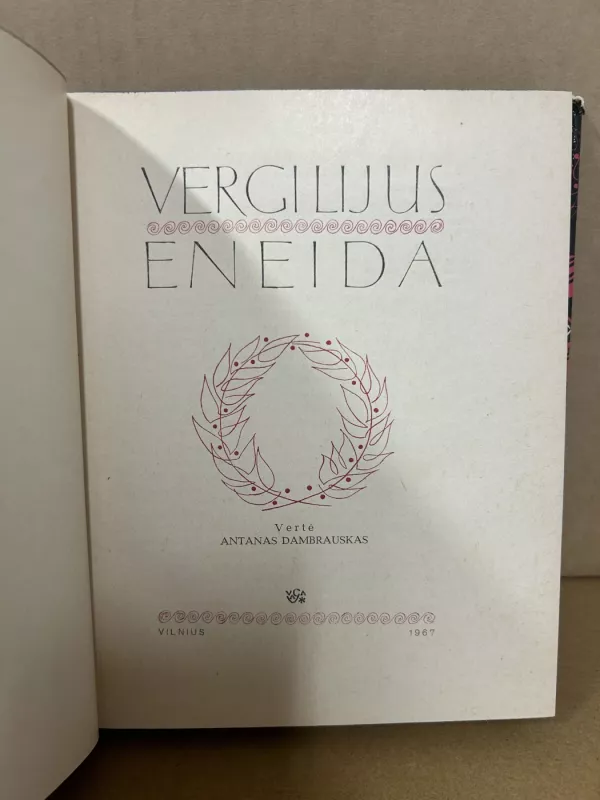 VERGILIJUS
ENEIDA
Vertė
ANTANAS DAMBRAUSKAS
VILNIUS 1967